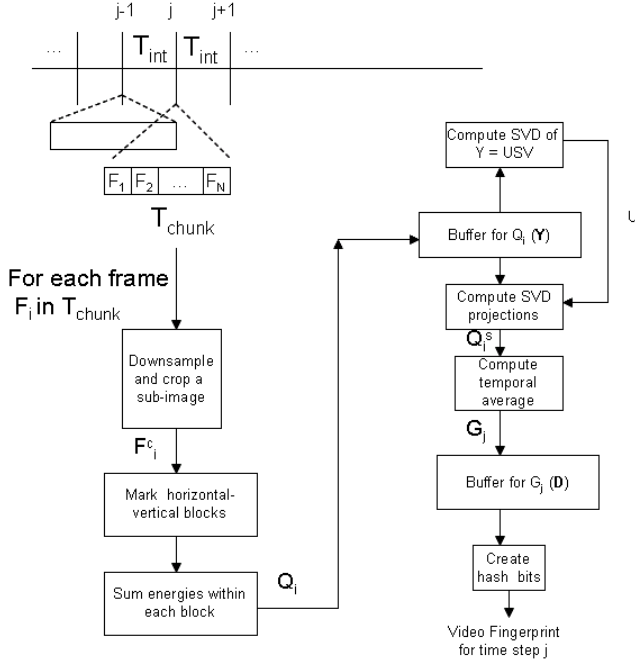 j-1 j j+1
... T_int T_int ...
F_1 F_2 ... F_N
T_chunk
For each frame
F_i in T_chunk
Downsample
and crop a
sub-image
F^c_i
Mark horizontal-
vertical blocks
Sum energies within
each block
Q_i
Compute SVD of
Y = USV
U
Buffer for Q_i (Y)
Compute SVD
projections
Q_i^s
Compute
temporal
average
G_j
Buffer for G_j (D)
Create
hash bits
Video Fingerprint
for time step j